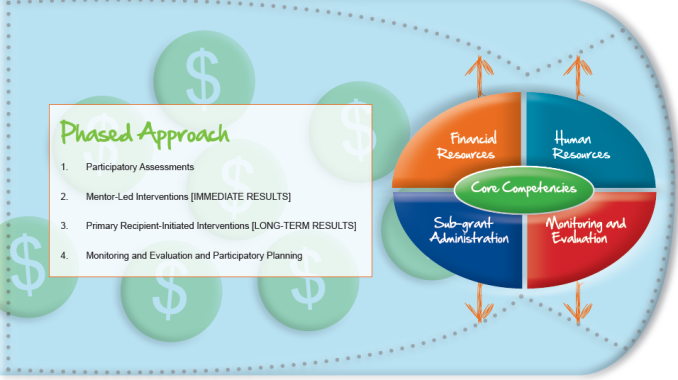 Phased Approach
1. Participatory Assessments
2. Mentor-Led Interventions [IMMEDIATE RESULTS]
3. Primary Recipient-Initiated Interventions [LONG-TERM RESULTS]
4. Monitoring and Evaluation and Participatory Planning
Financial
Resources
Human
Resources
Core Competencies
Sub-grant
Administration
Monitoring and
Evaluation
$
$
$
$
$